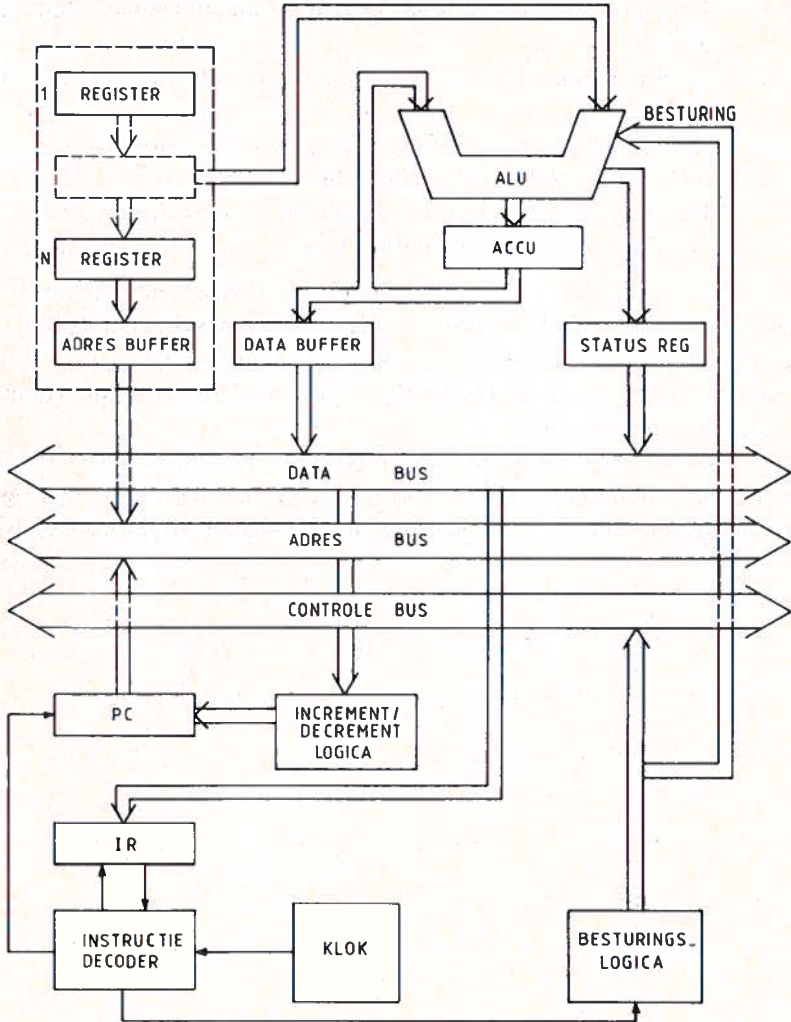 1 REGISTER
BESTURING
ALU
N REGISTER
ACCU
ADRES BUFFER
DATA BUFFER
STATUS REG
DATA BUS
ADRES BUS
CONTROLE BUS
PC
INCREMENT/
DECREMENT
LOGICA
IR
INSTRUCTIE
DECODER
KLOK
BESTURINGS-
LOGICA